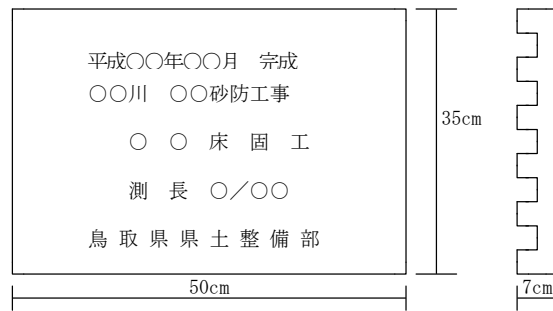 平成○○年○○月　完成
○○川　○○砂防工事
○　○　床　固　工
測　長　○／○○
鳥 取 県 県 土 整 備 部
35cm
50cm
7cm